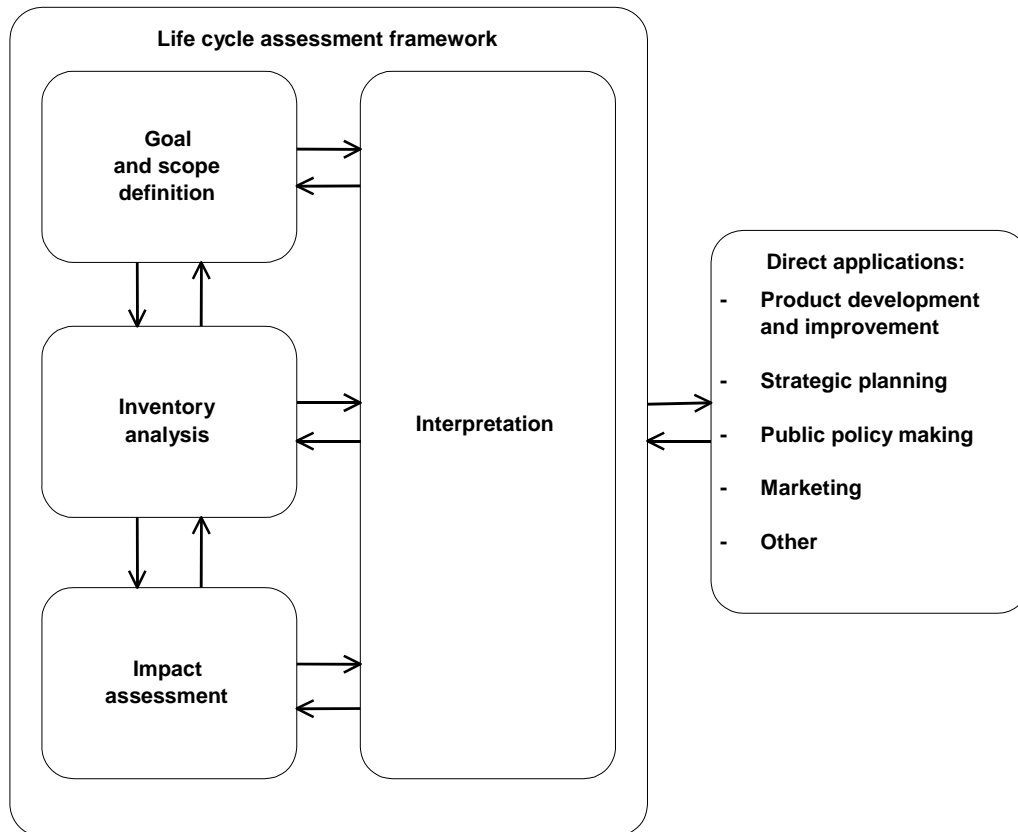 Life cycle assessment framework
Goal
and scope
definition
Inventory
analysis
Impact
assessment
Interpretation
Direct applications:
- Product development
and improvement
- Strategic planning
- Public policy making
- Marketing
- Other